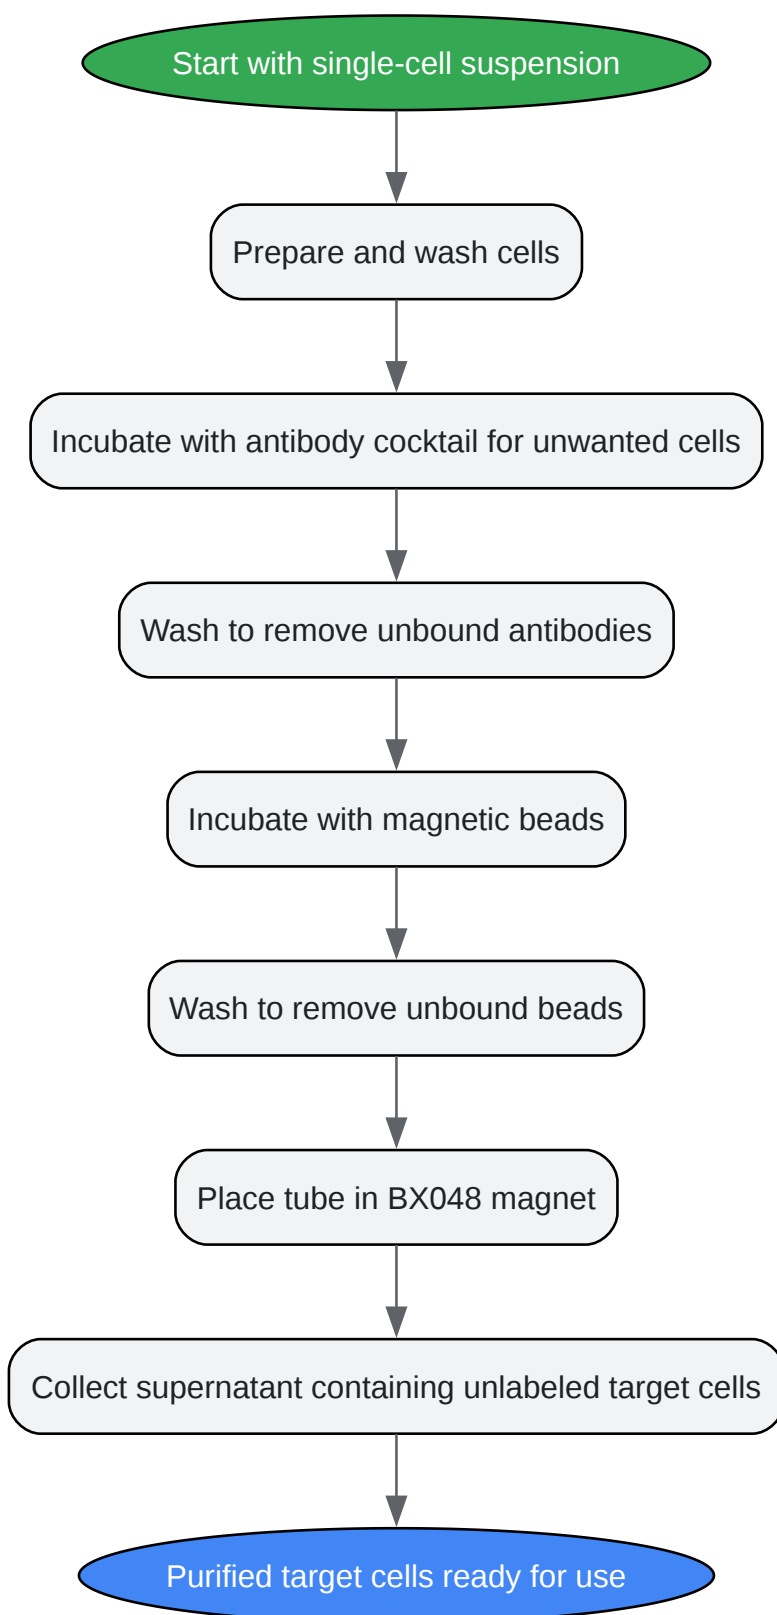 Start with single-cell suspension
Prepare and wash cells
Incubate with antibody cocktail for unwanted cells
Wash to remove unbound antibodies
Incubate with magnetic beads
Wash to remove unbound beads
Place tube in BX048 magnet
Collect supernatant containing unlabeled target cells
Purified target cells ready for use